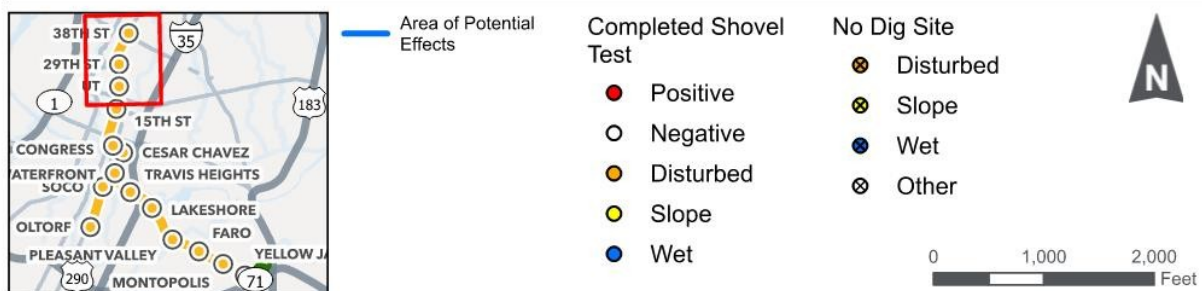 38TH ST
35
29TH ST
UT
1
183
15TH ST
CONGRESS
CESAR CHAVEZ
WATERFRONT
TRAVIS HEIGHTS
SOCO
LAKESHORE
OLTORF
FARO
PLEASANT VALLEY
YELLOW JA
290
MONTOPOLIS
71
Area of Potential
Effects
Completed Shovel
Test
Positive
Negative
Disturbed
Slope
Wet
No Dig Site
Disturbed
Slope
Wet
Other
N
0 1,000 2,000
Feet